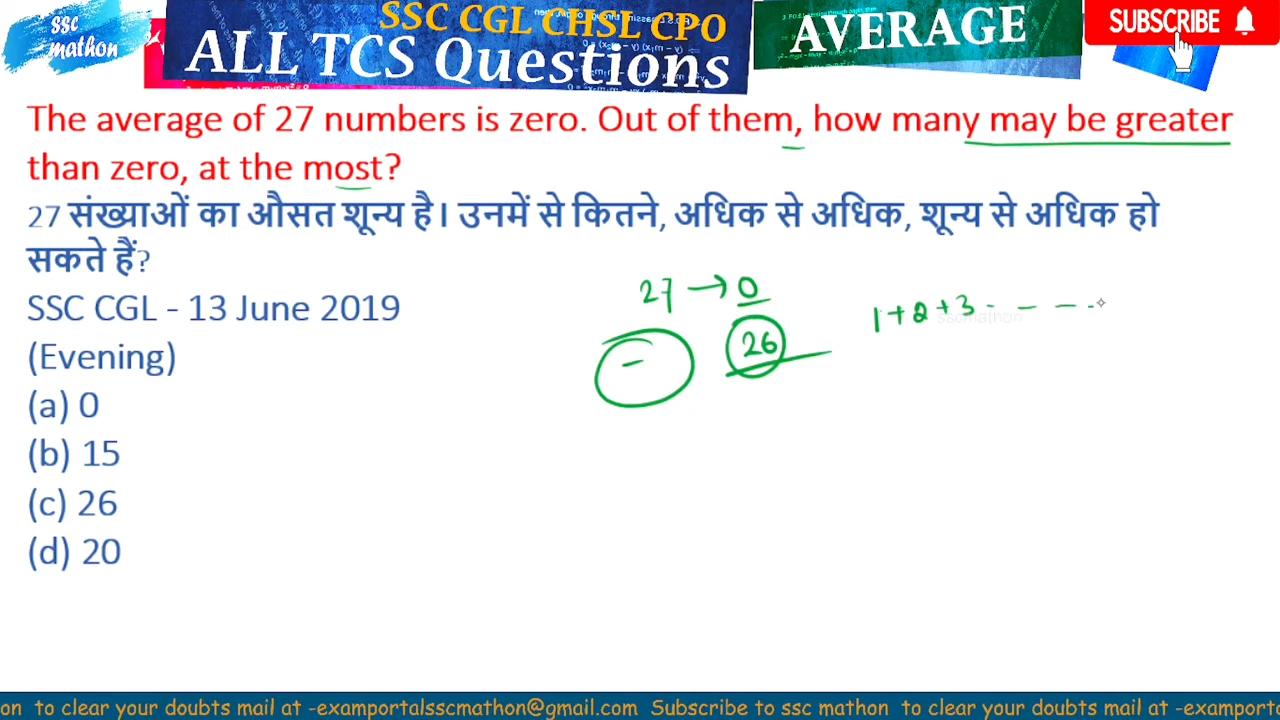 SSC
mathon
SSC CGL CHSL CPO
ALL TCS Questions
AVERAGE
SUBSCRIBE
The average of 27 numbers is zero. Out of them, how many may be greater
than zero, at the most?
27 संख्याओं का औसत शून्य है। उनमें से कितने, अधिक से अधिक, शून्य से अधिक हो
सकते हैं?
27 → 0
SSC CGL - 13 June 2019
1+2+3 - - - -
sscmathon
26
(Evening)
(a) 0
(b) 15
(c) 26
(d) 20
on to clear your doubts mail at -examportalsscmathon@gmail.com Subscribe to ssc mathon to clear your doubts mail at -examporta